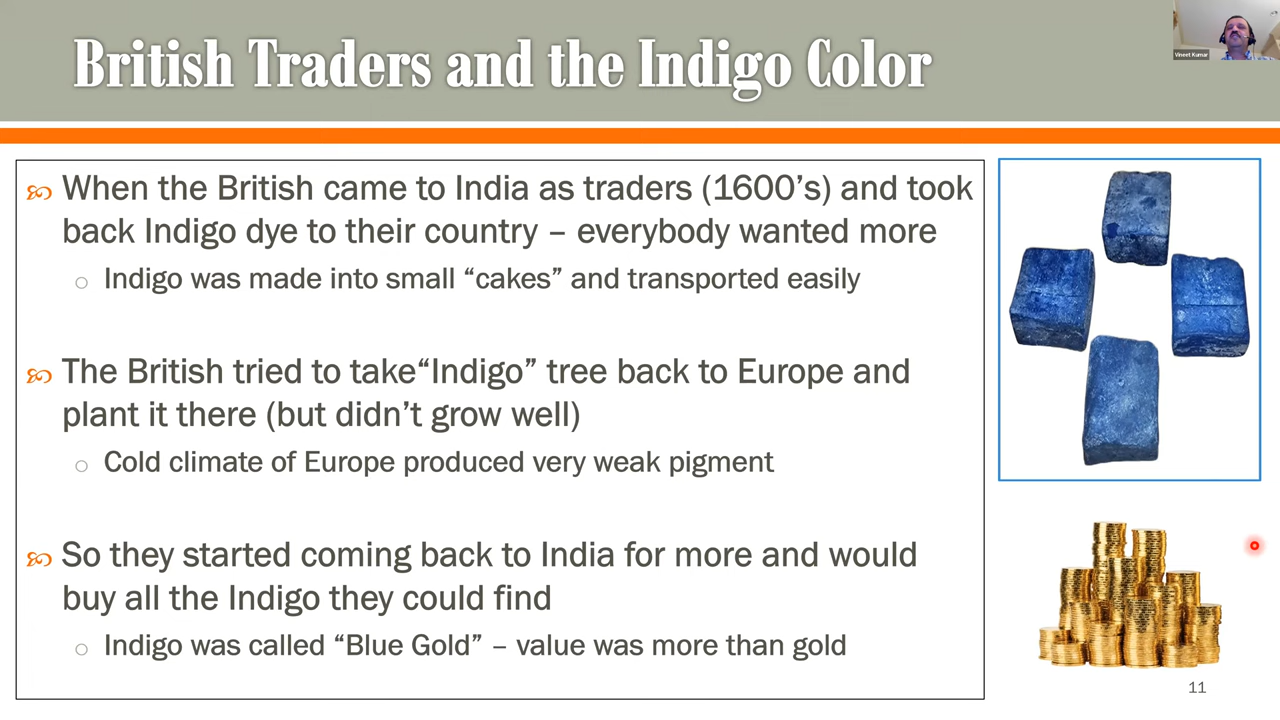 British Traders and the Indigo Color
Vineet Kumar
When the British came to India as traders (1600’s) and took
back Indigo dye to their country – everybody wanted more
Indigo was made into small “cakes” and transported easily
The British tried to take“Indigo” tree back to Europe and
plant it there (but didn’t grow well)
Cold climate of Europe produced very weak pigment
So they started coming back to India for more and would
buy all the Indigo they could find
Indigo was called “Blue Gold” – value was more than gold
11